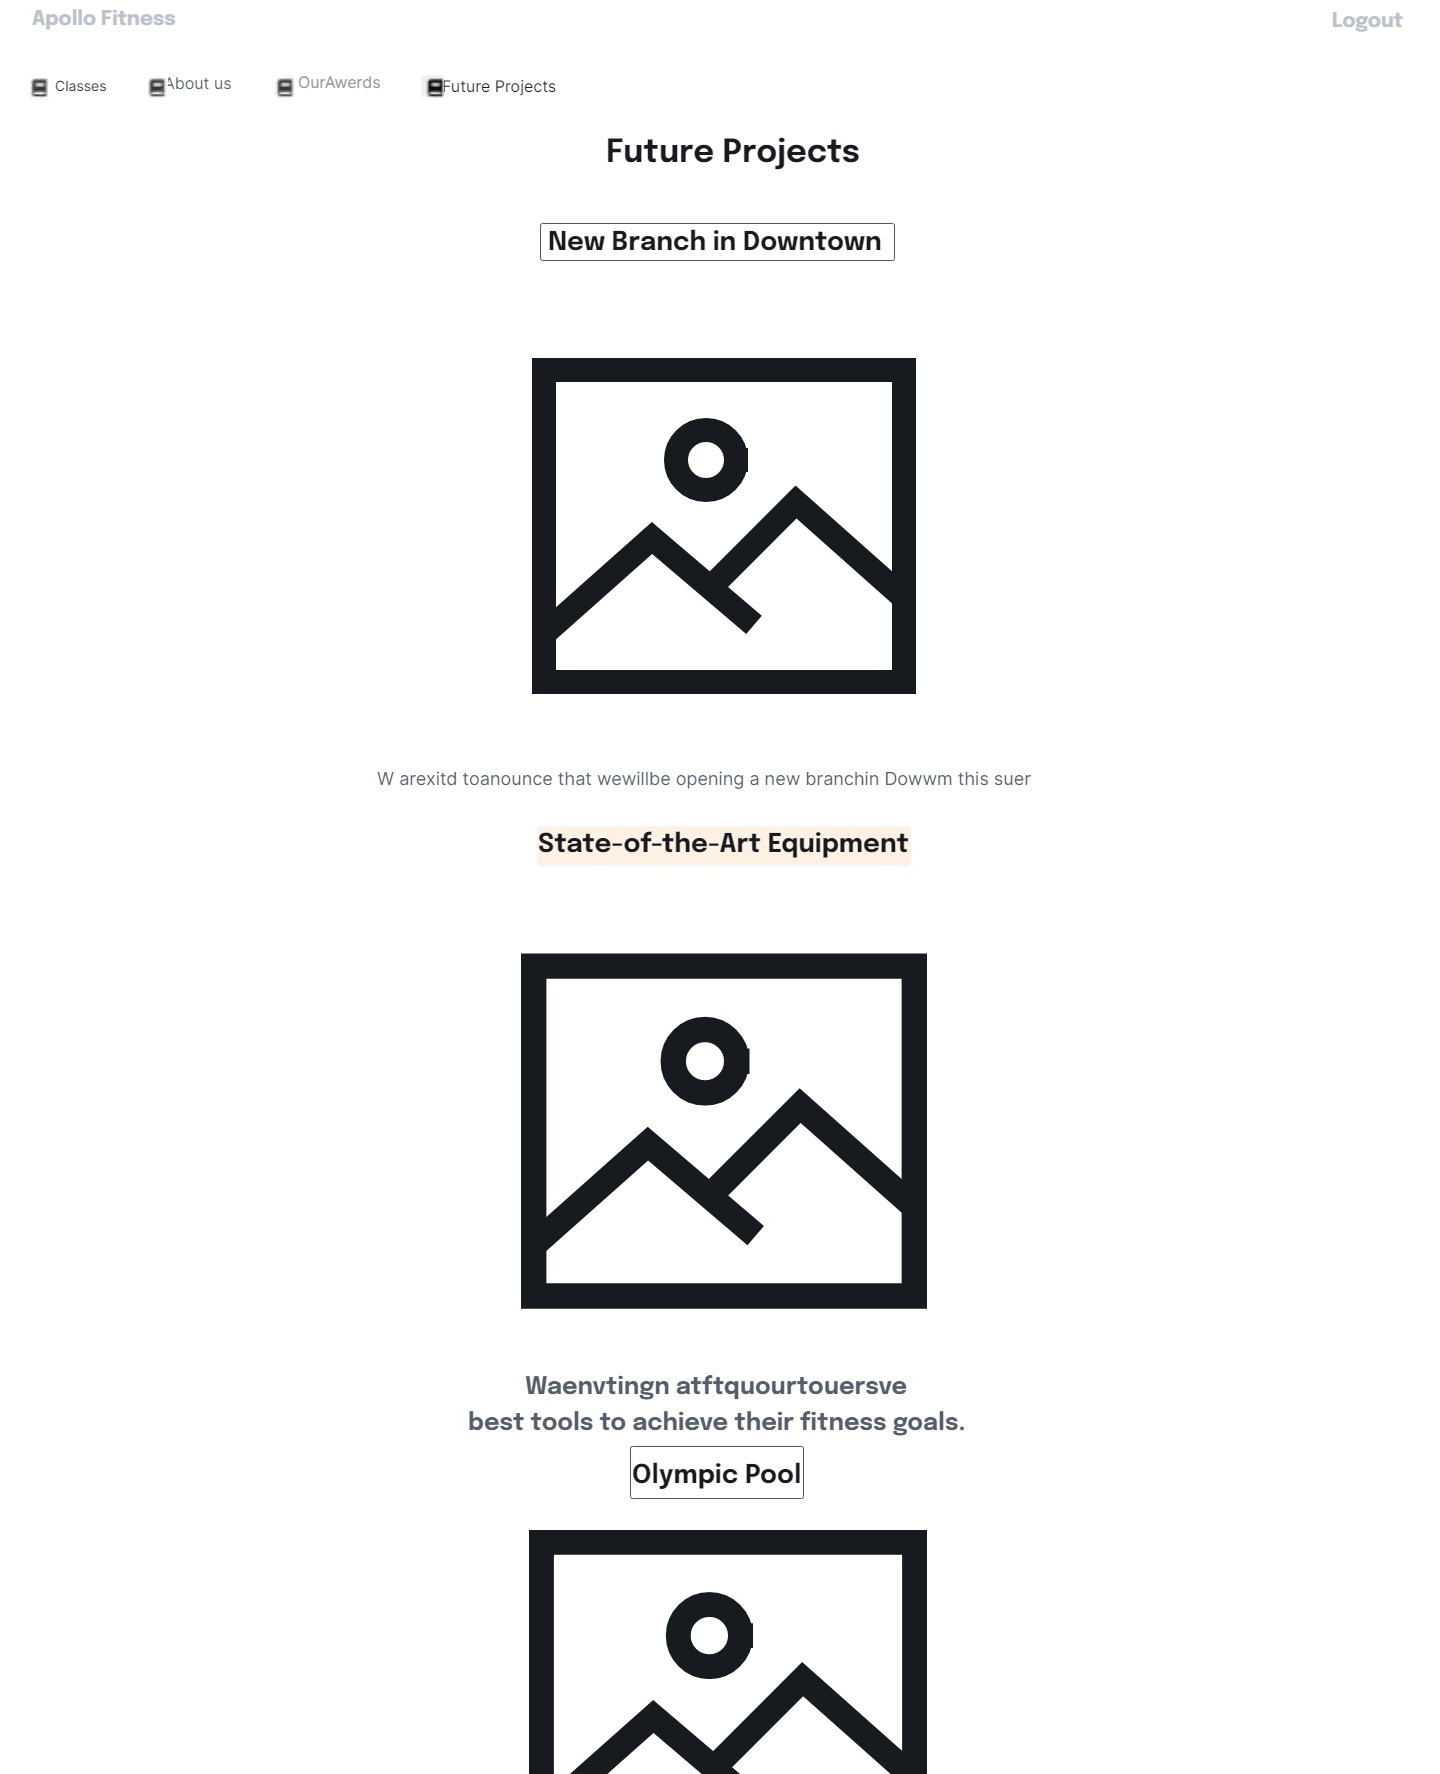 Apollo Fitness
Logout
Classes
About us
OurAwerds
Future Projects
Future Projects
New Branch in Downtown
W arexitd toanounce that wewillbe opening a new branchin Dowwm this suer
State-of-the-Art Equipment
Waenvtingn atftquourtouersve
best tools to achieve their fitness goals.
Olympic Pool